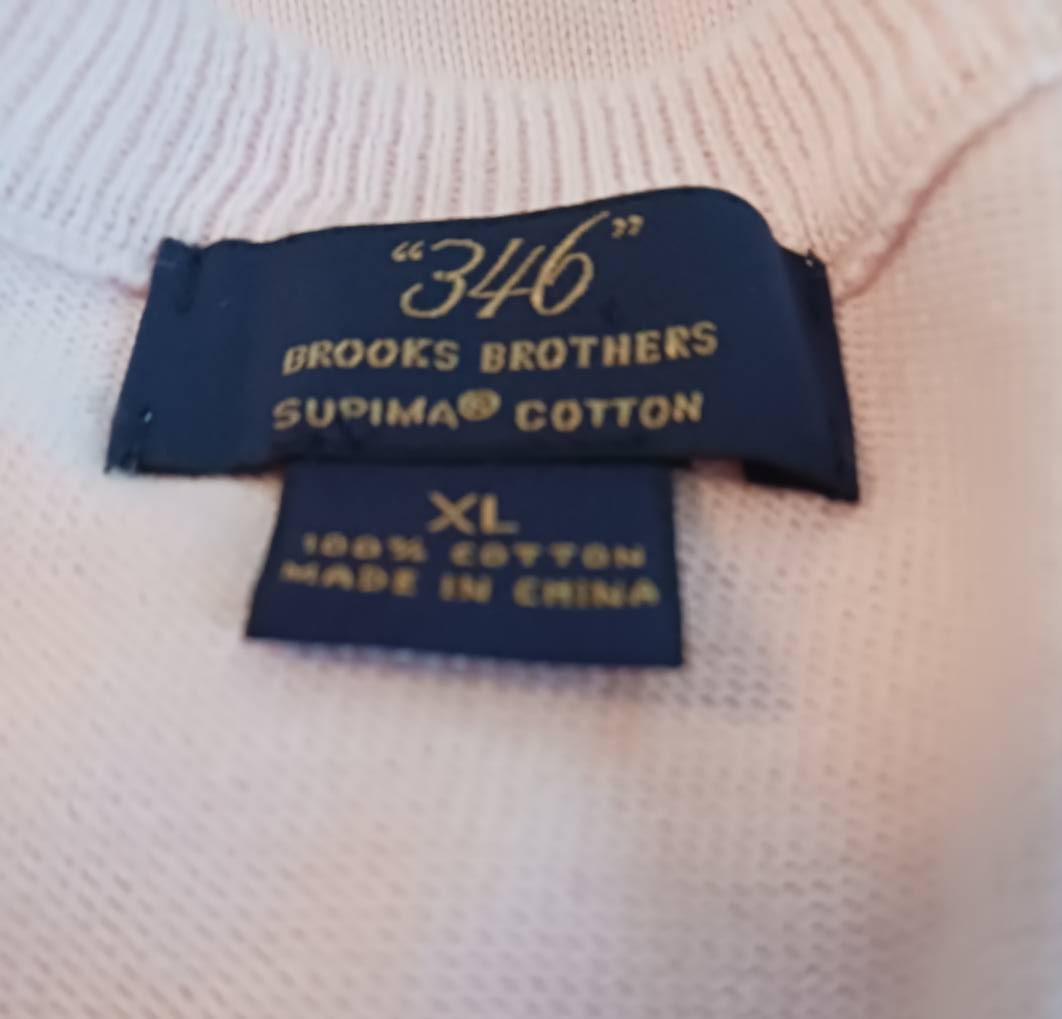 “346”
BROOKS BROTHERS
SUPIMA® COTTON
XL
100% COTTON
MADE IN CHINA